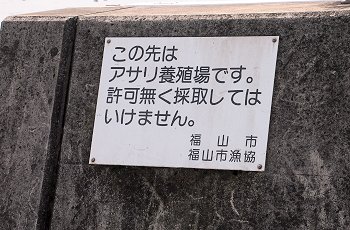 この先は
アサリ養殖場です。
許可無く採取しては
いけません。
福山市
福山市漁協